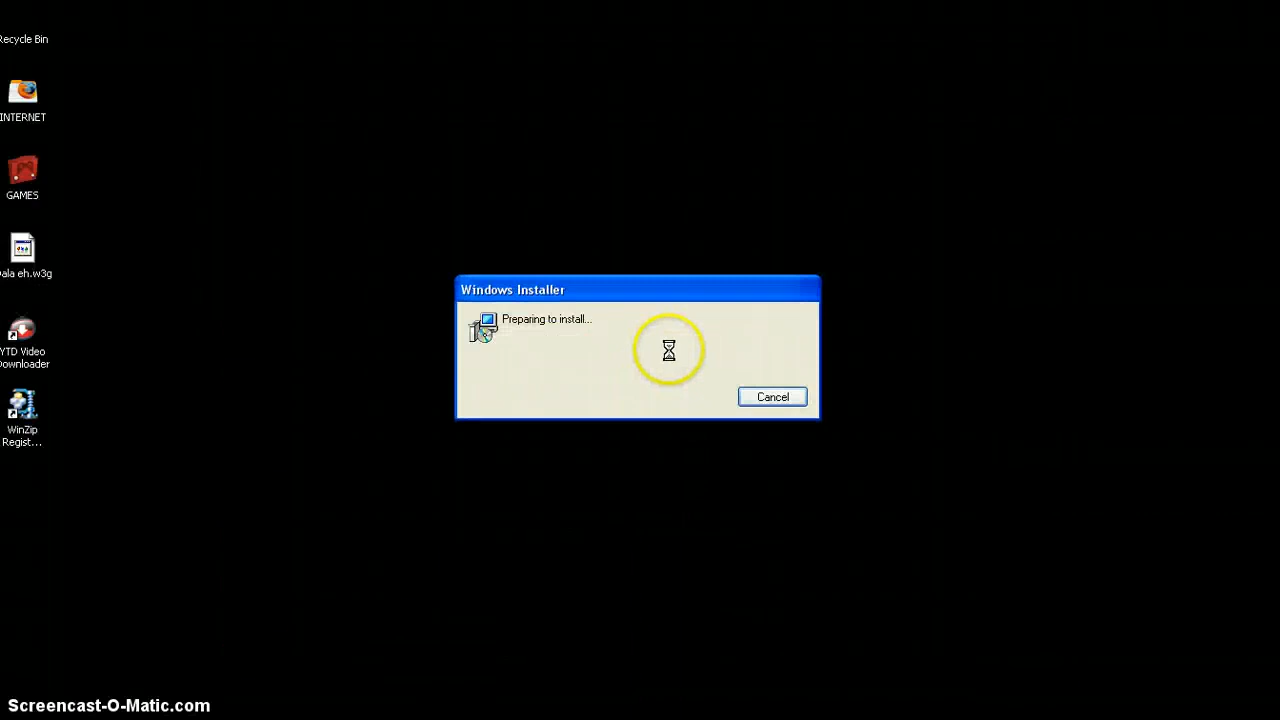 Recycle Bin
INTERNET
GAMES
ala eh.w3g
YTD Video
Downloader
WinZip
Regist...
Windows Installer
Preparing to install...
Cancel
Screencast-O-Matic.com